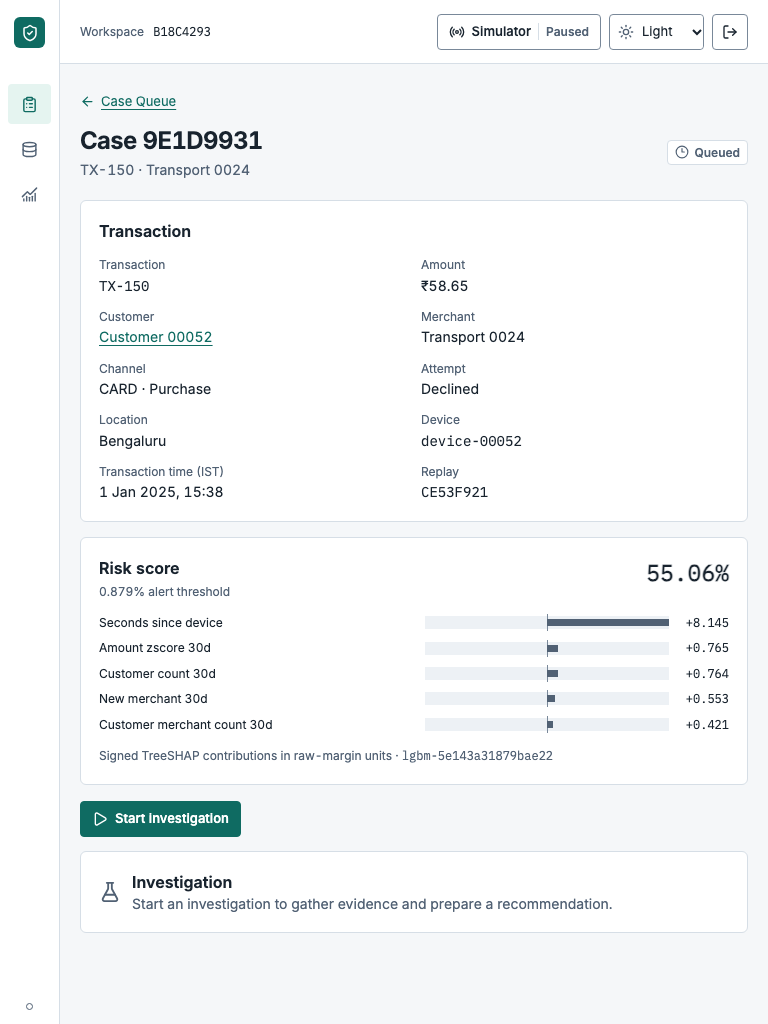 Workspace B18C4293
Simulator Paused
Light
Case Queue
Case 9E1D9931
TX-150 · Transport 0024
Queued
Transaction
Transaction
TX-150
Amount
₹58.65
Customer
Customer 00052
Merchant
Transport 0024
Channel
CARD · Purchase
Attempt
Declined
Location
Bengaluru
Device
device-00052
Transaction time (IST)
1 Jan 2025, 15:38
Replay
CE53F921
Risk score
55.06%
0.879% alert threshold
Seconds since device +8.145
Amount zscore 30d +0.765
Customer count 30d +0.764
New merchant 30d +0.553
Customer merchant count 30d +0.421
Signed TreeSHAP contributions in raw-margin units · lgbm-5e143a31879bae22
Start investigation
Investigation
Start an investigation to gather evidence and prepare a recommendation.